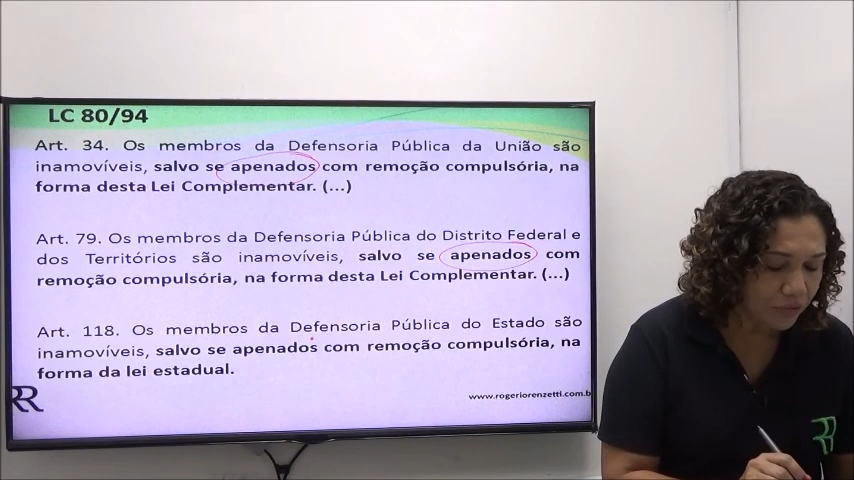 LC 80/94
Art. 34. Os membros da Defensoria Pública da União são
inamovíveis, salvo se apenados com remoção compulsória, na
forma desta Lei Complementar. (...)
Art. 79. Os membros da Defensoria Pública do Distrito Federal e
dos Territórios são inamovíveis, salvo se apenados com
remoção compulsória, na forma desta Lei Complementar. (...)
Art. 118. Os membros da Defensoria Pública do Estado são
inamovíveis, salvo se apenados com remoção compulsória, na
forma da lei estadual.
RR
www.rogeriorenzetti.com.b
RR